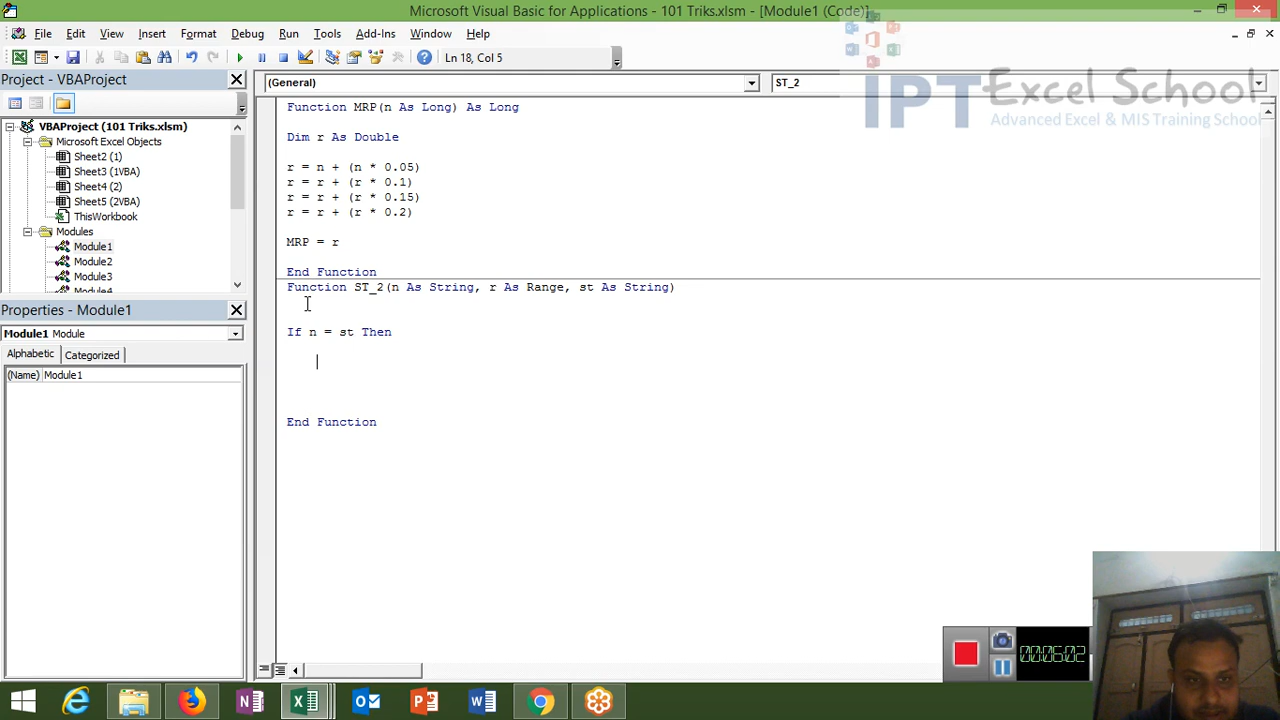 Microsoft Visual Basic for Applications - 101 Triks.xlsm - [Module1 (Code)]
File Edit View Insert Format Debug Run Tools Add-Ins Window Help
Ln 18, Col 5
IPT Excel School
Advanced Excel & MIS Training School
Project - VBAProject
(General)
ST_2
VBAProject (101 Triks.xlsm)
Microsoft Excel Objects
Sheet2 (1)
Sheet3 (1VBA)
Sheet4 (2)
Sheet5 (2VBA)
ThisWorkbook
Modules
Module1
Module2
Module3
Module4
Properties - Module1
Module1 Module
Alphabetic Categorized
(Name) Module1
Function MRP(n As Long) As Long
Dim r As Double
r = n + (n * 0.05)
r = r + (r * 0.1)
r = r + (r * 0.15)
r = r + (r * 0.2)
MRP = r
End Function
Function ST_2(n As String, r As Range, st As String)
If n = st Then
End Function
00:06:02